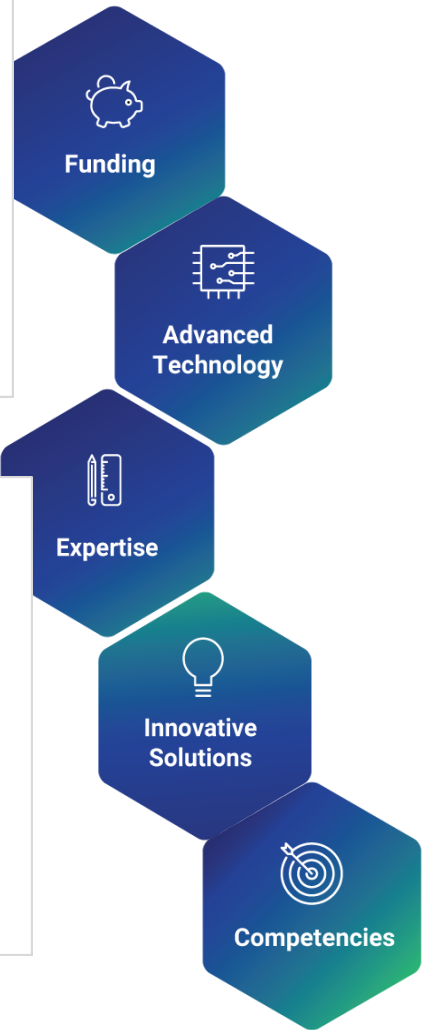 Funding
Advanced
Technology
Expertise
Innovative
Solutions
Competencies